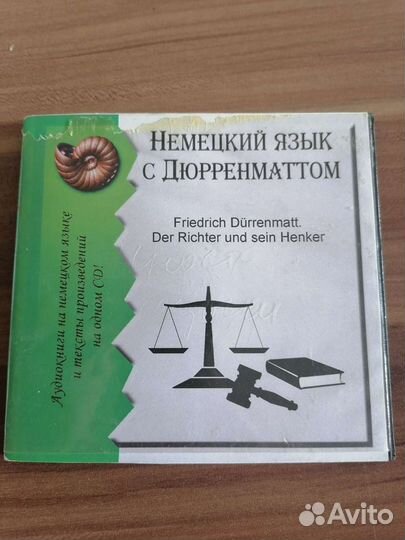 Немецкий язык
с Дюрренматтом
Friedrich Dürrenmatt.
Der Richter und sein Henker
Аудиокниги на немецком языке
и тексты произведений
на одном CD!
Avito